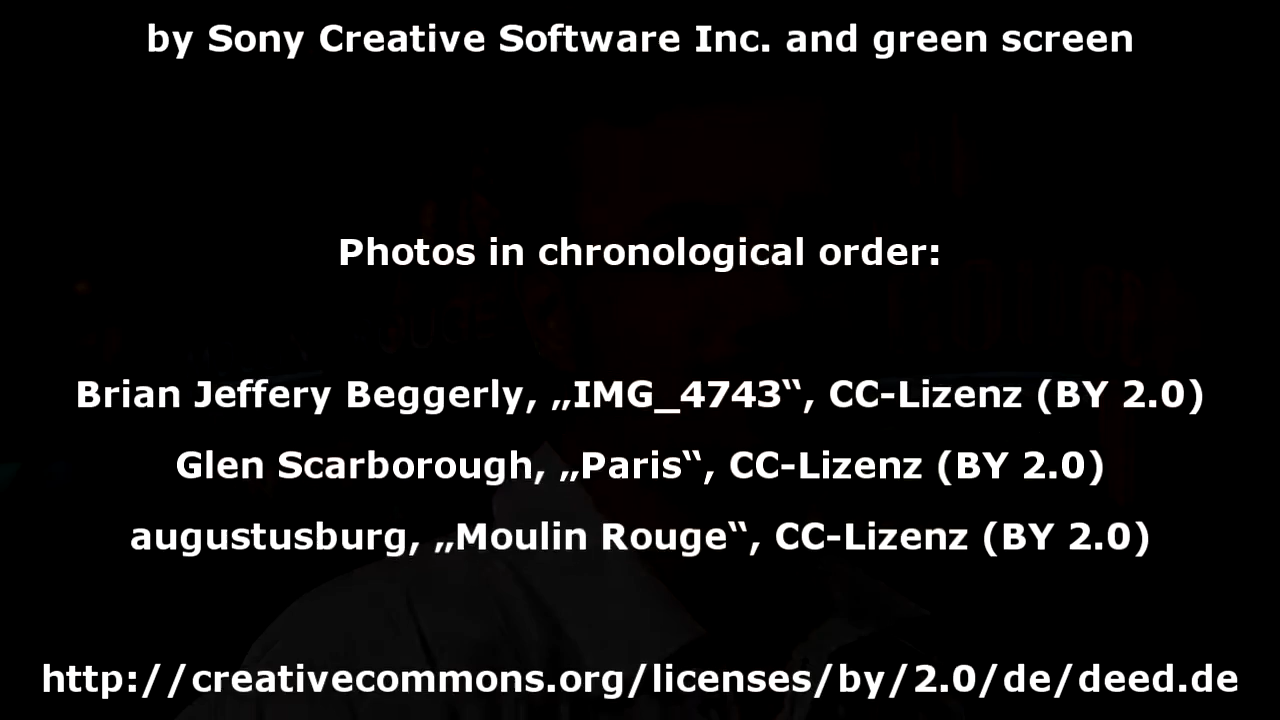 by Sony Creative Software Inc. and green screen
Photos in chronological order:
Brian Jeffery Beggerly, „IMG_4743“, CC-Lizenz (BY 2.0)
Glen Scarborough, „Paris“, CC-Lizenz (BY 2.0)
augustusburg, „Moulin Rouge“, CC-Lizenz (BY 2.0)
http://creativecommons.org/licenses/by/2.0/de/deed.de